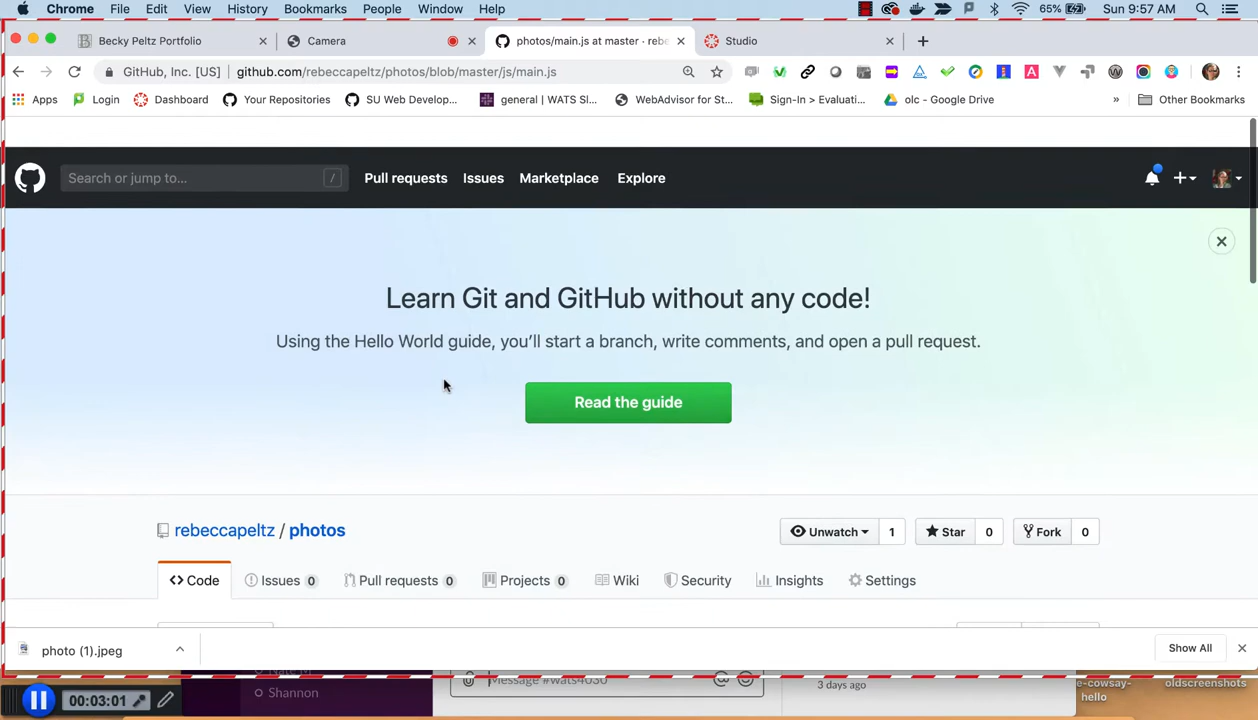 Chrome File Edit View History Bookmarks People Window Help 65% Sun 9:57 AM
Becky Peltz Portfolio Camera photos/main.js at master · rebe Studio
GitHub, Inc. [US] github.com/rebeccapeltz/photos/blob/master/js/main.js
Apps Login Dashboard Your Repositories SU Web Develop... general | WATS Sl... WebAdvisor for St... Sign-In > Evaluati... olc - Google Drive » Other Bookmarks
Search or jump to... / Pull requests Issues Marketplace Explore
Learn Git and GitHub without any code!
Using the Hello World guide, you’ll start a branch, write comments, and open a pull request.
Read the guide
rebeccapeltz / photos Unwatch 1 Star 0 Fork 0
Code Issues 0 Pull requests 0 Projects 0 Wiki Security Insights Settings
photo (1).jpeg Show All
Message #wats4030 3 days ago e-cowsay- oldscreenshots
Shannon hello
00:03:01